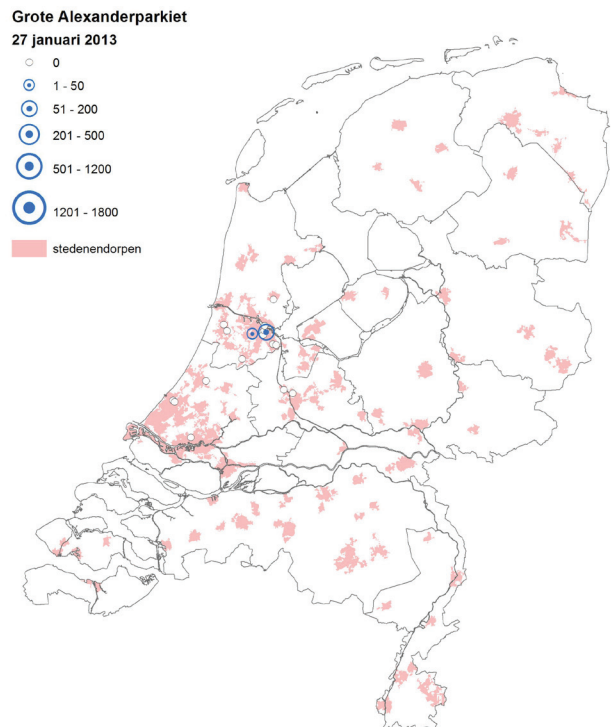 Grote Alexanderparkiet
27 januari 2013
0
1 - 50
51 - 200
201 - 500
501 - 1200
1201 - 1800
stedenendorpen